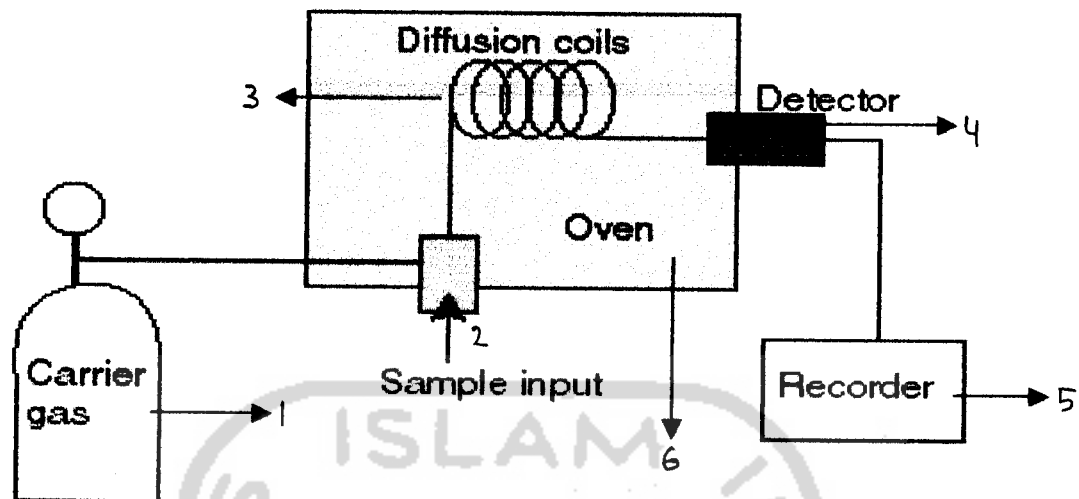 Diffusion coils
3
Detector
4
Oven
2
Carrier
gas
1
Sample input
Recorder
5
6
ISLAM